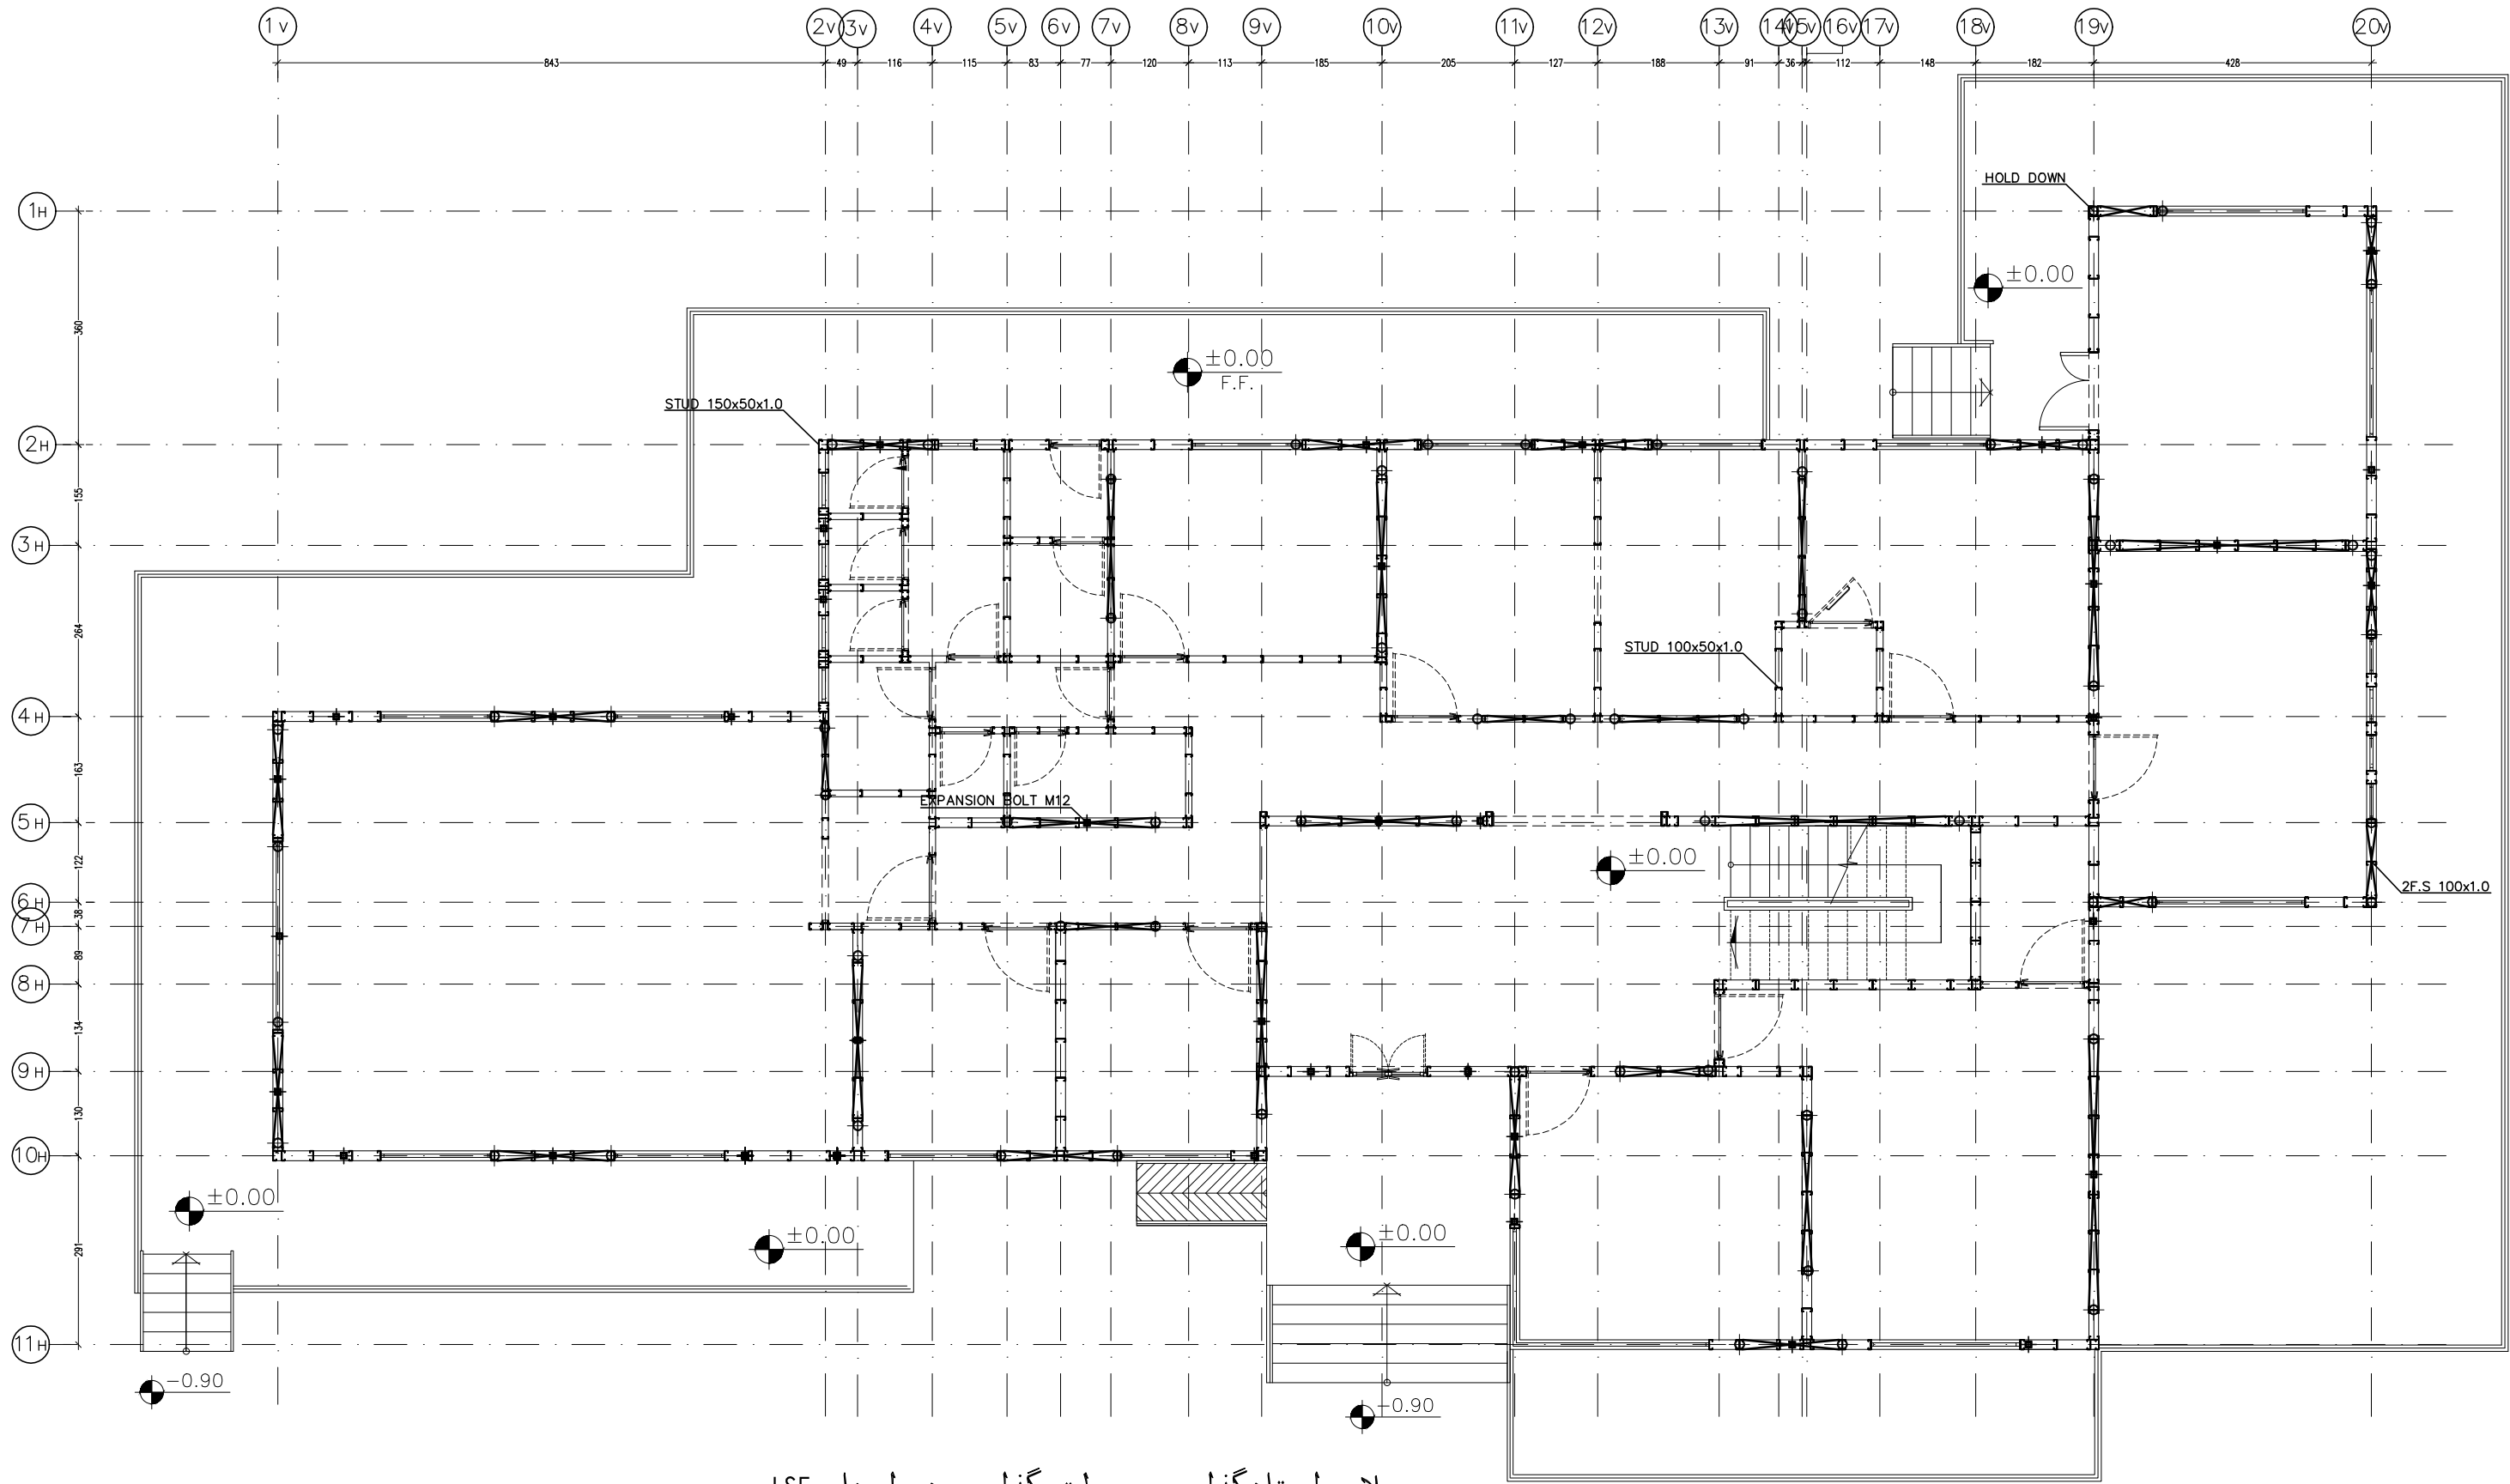 1V 2V 3V 4V 5V 6V 7V 8V 9V 10V 11V 12V 13V 14V 15V 16V 17V 18V 19V 20V
843 49 116 115 83 77 120 113 185 205 127 188 91 36 112 148 182 428
HOLD DOWN
1H
±0.00
360
±0.00
F.F.
STUD 150x50x1.0
2H
155
3H
264
STUD 100x50x1.0
4H
163
EXPANSION BOLT M12
5H
±0.00
122
2F.S 100x1.0
6H
38
7H
89
8H
134
9H
130
10H
±0.00
±0.00
±0.00
291
11H
-0.90
-0.90
LSF